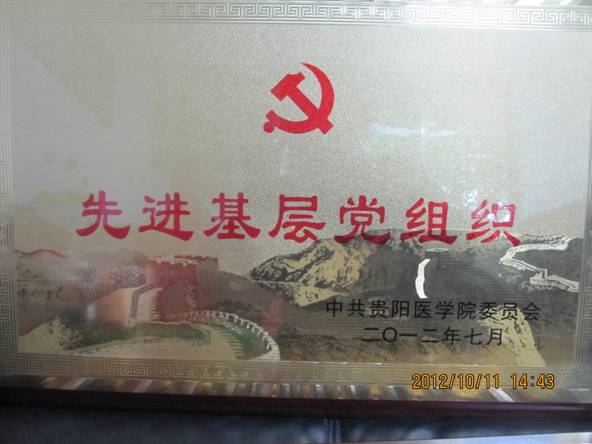 先进基层党组织
中共贵阳医学院委员会
二〇一二年七月
2012/10/11 14:43